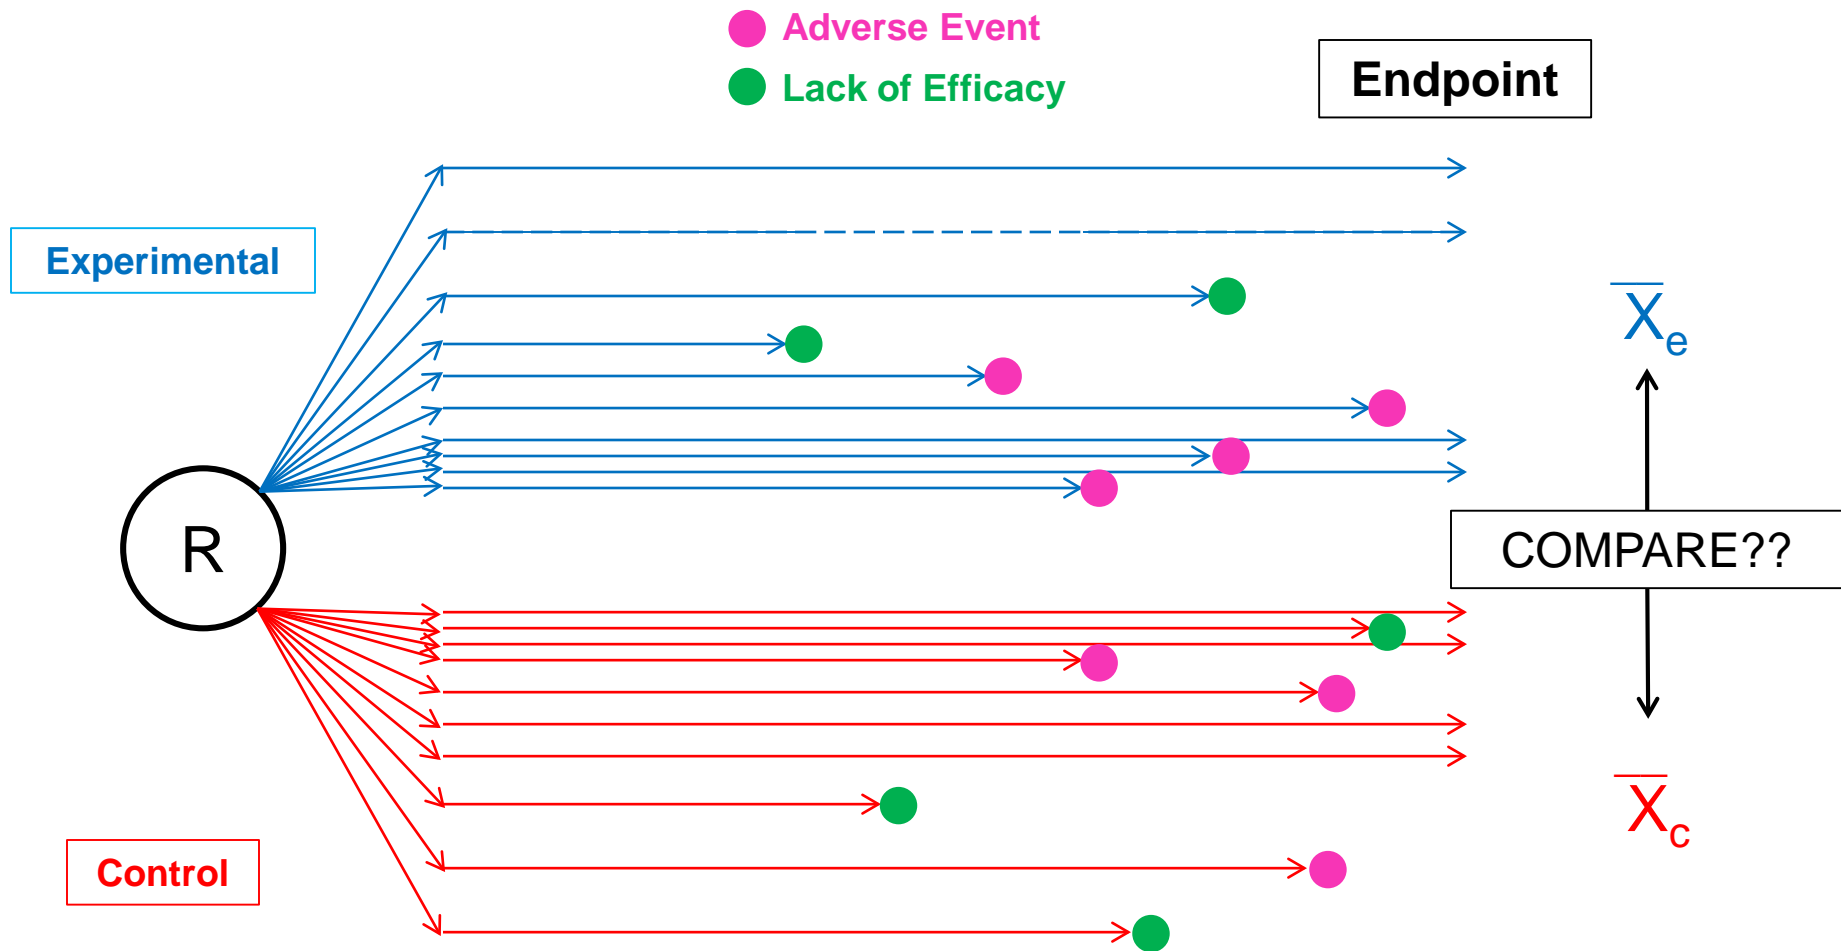 Adverse Event
Lack of Efficacy
Endpoint
Experimental
X̅e
R
COMPARE??
X̅c
Control